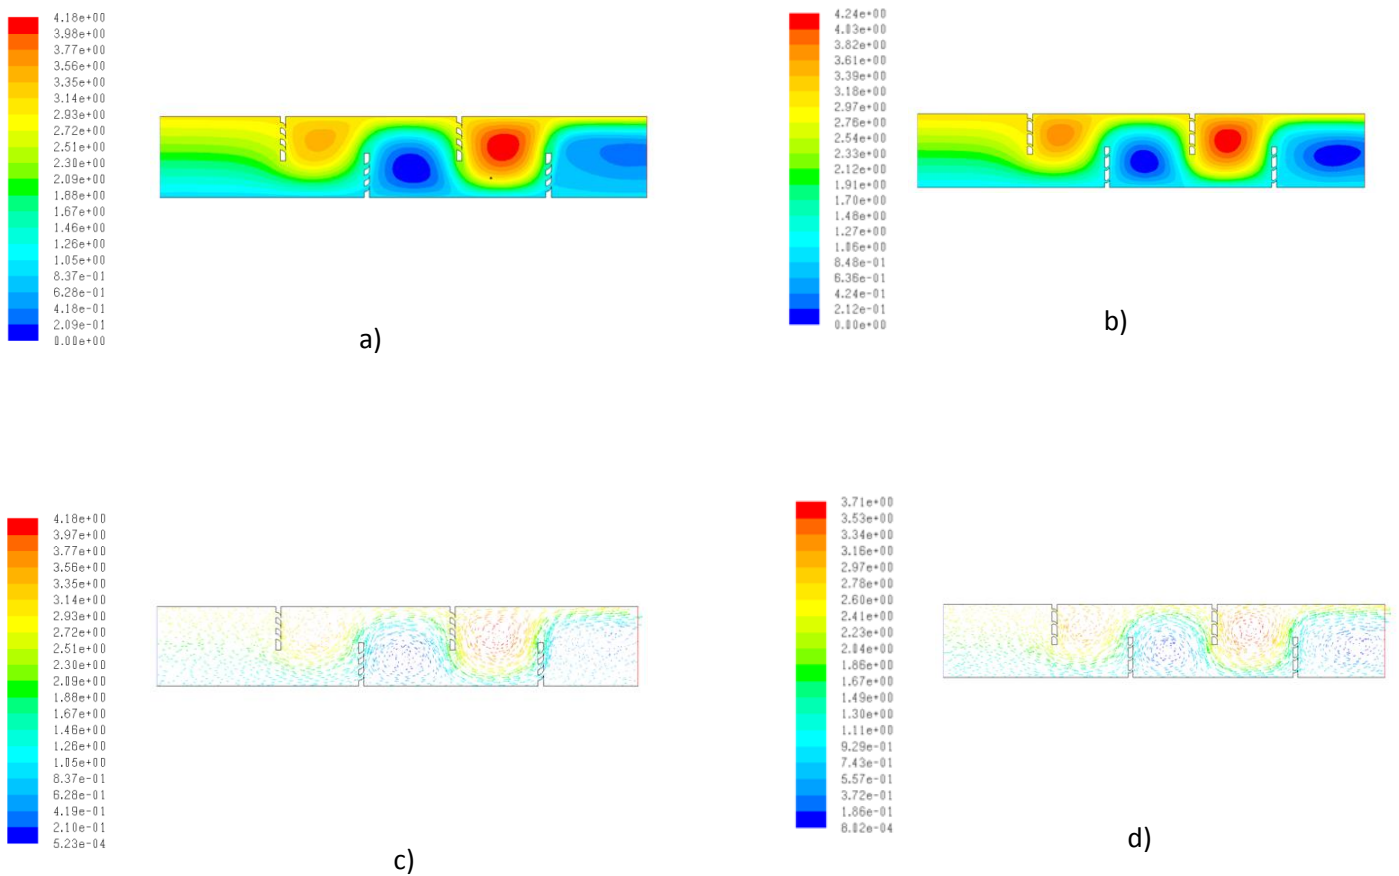 4.18e+00
3.98e+00
3.77e+00
3.56e+00
3.35e+00
3.14e+00
2.93e+00
2.72e+00
2.51e+00
2.30e+00
2.09e+00
1.88e+00
1.67e+00
1.46e+00
1.26e+00
1.05e+00
8.37e-01
6.28e-01
4.18e-01
2.09e-01
0.00e+00
a)
4.24e+00
4.03e+00
3.82e+00
3.61e+00
3.39e+00
3.18e+00
2.97e+00
2.76e+00
2.54e+00
2.33e+00
2.12e+00
1.91e+00
1.70e+00
1.48e+00
1.27e+00
1.06e+00
8.48e-01
6.36e-01
4.24e-01
2.12e-01
0.00e+00
b)
4.18e+00
3.97e+00
3.77e+00
3.56e+00
3.35e+00
3.14e+00
2.93e+00
2.72e+00
2.51e+00
2.30e+00
2.09e+00
1.88e+00
1.67e+00
1.46e+00
1.26e+00
1.05e+00
8.37e-01
6.28e-01
4.19e-01
2.10e-01
5.23e-04
c)
3.71e+00
3.53e+00
3.34e+00
3.16e+00
2.97e+00
2.78e+00
2.60e+00
2.41e+00
2.23e+00
2.04e+00
1.86e+00
1.67e+00
1.49e+00
1.30e+00
1.11e+00
9.29e-01
7.43e-01
5.57e-01
3.72e-01
1.86e-01
8.02e-04
d)